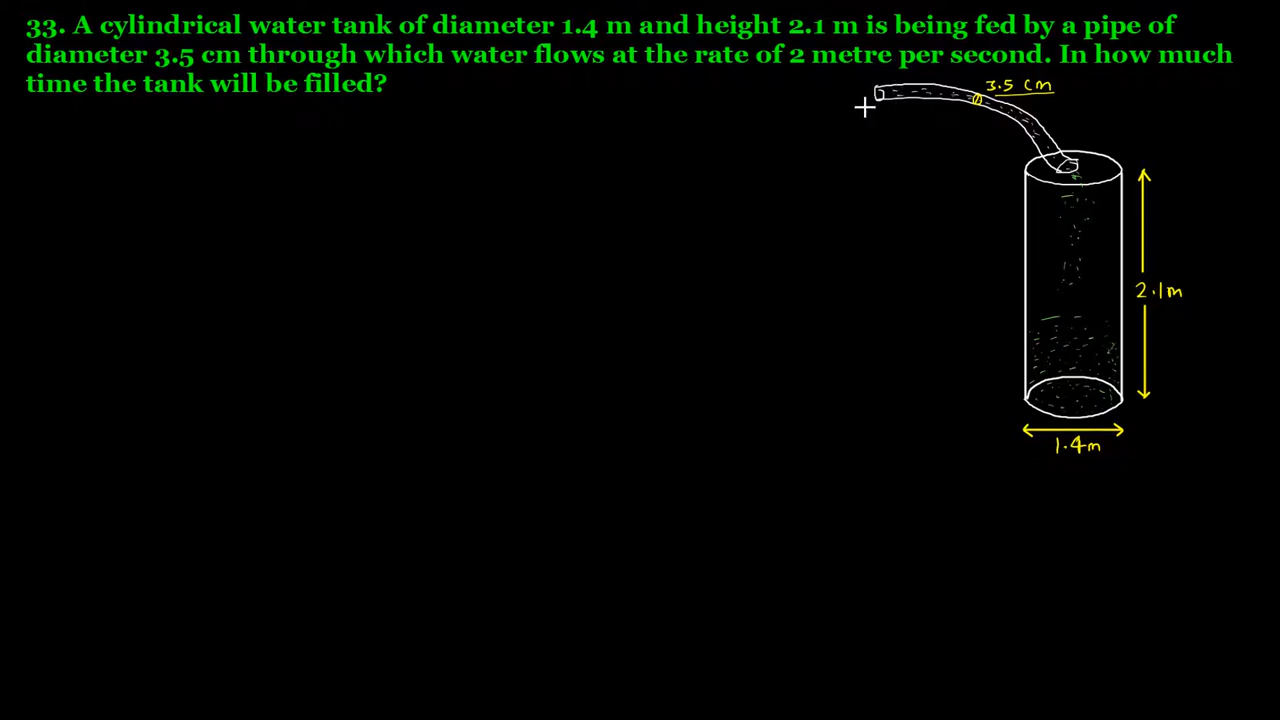 33. A cylindrical water tank of diameter 1.4 m and height 2.1 m is being fed by a pipe of
diameter 3.5 cm through which water flows at the rate of 2 metre per second. In how much
time the tank will be filled?
3.5 cm
2.1m
1.4m